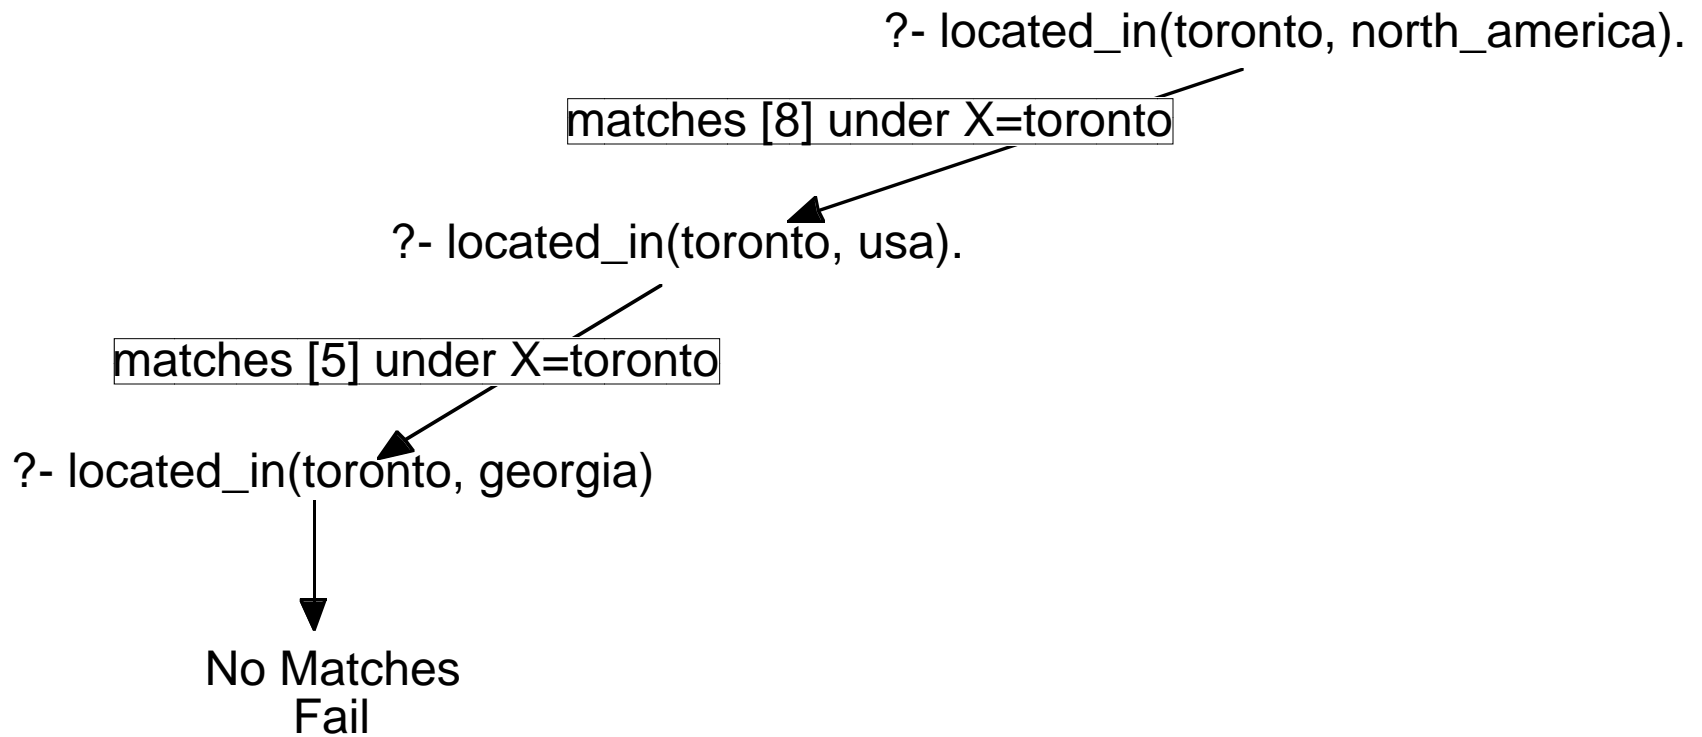 ?- located_in(toronto, north_america).
matches [8] under X=toronto
?- located_in(toronto, usa).
matches [5] under X=toronto
?- located_in(toronto, georgia)
No Matches
Fail